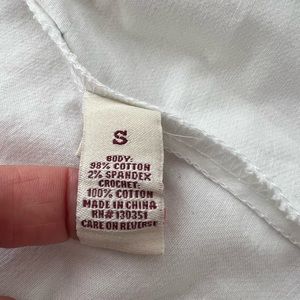 S
BODY:
98% COTTON
2% SPANDEX
CROCHET:
100% COTTON
MADE IN CHINA
RN#130351
CARE ON REVERSE